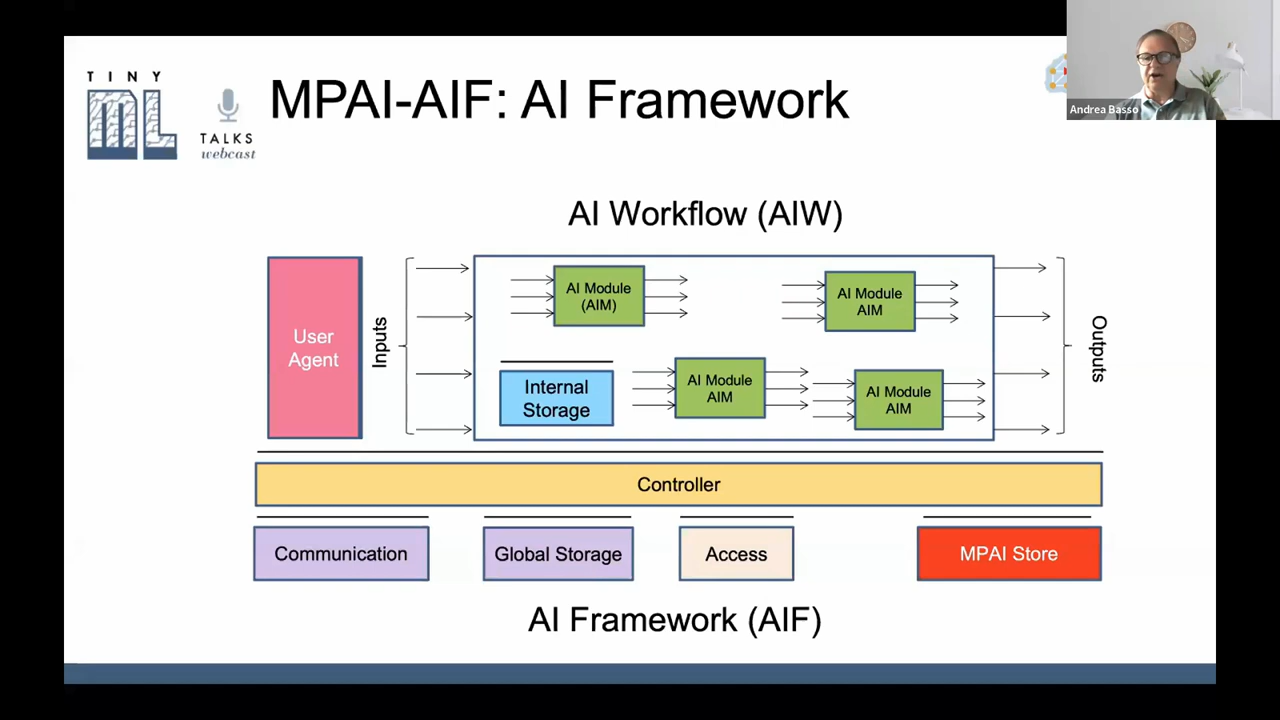 TINY
ML
TALKS
webcast
MPAI-AIF: AI Framework
Andrea Basso
AI Workflow (AIW)
User
Agent
Inputs
AI Module
(AIM)
AI Module
AIM
Internal
Storage
AI Module
AIM
AI Module
AIM
Outputs
Controller
Communication
Global Storage
Access
MPAI Store
AI Framework (AIF)